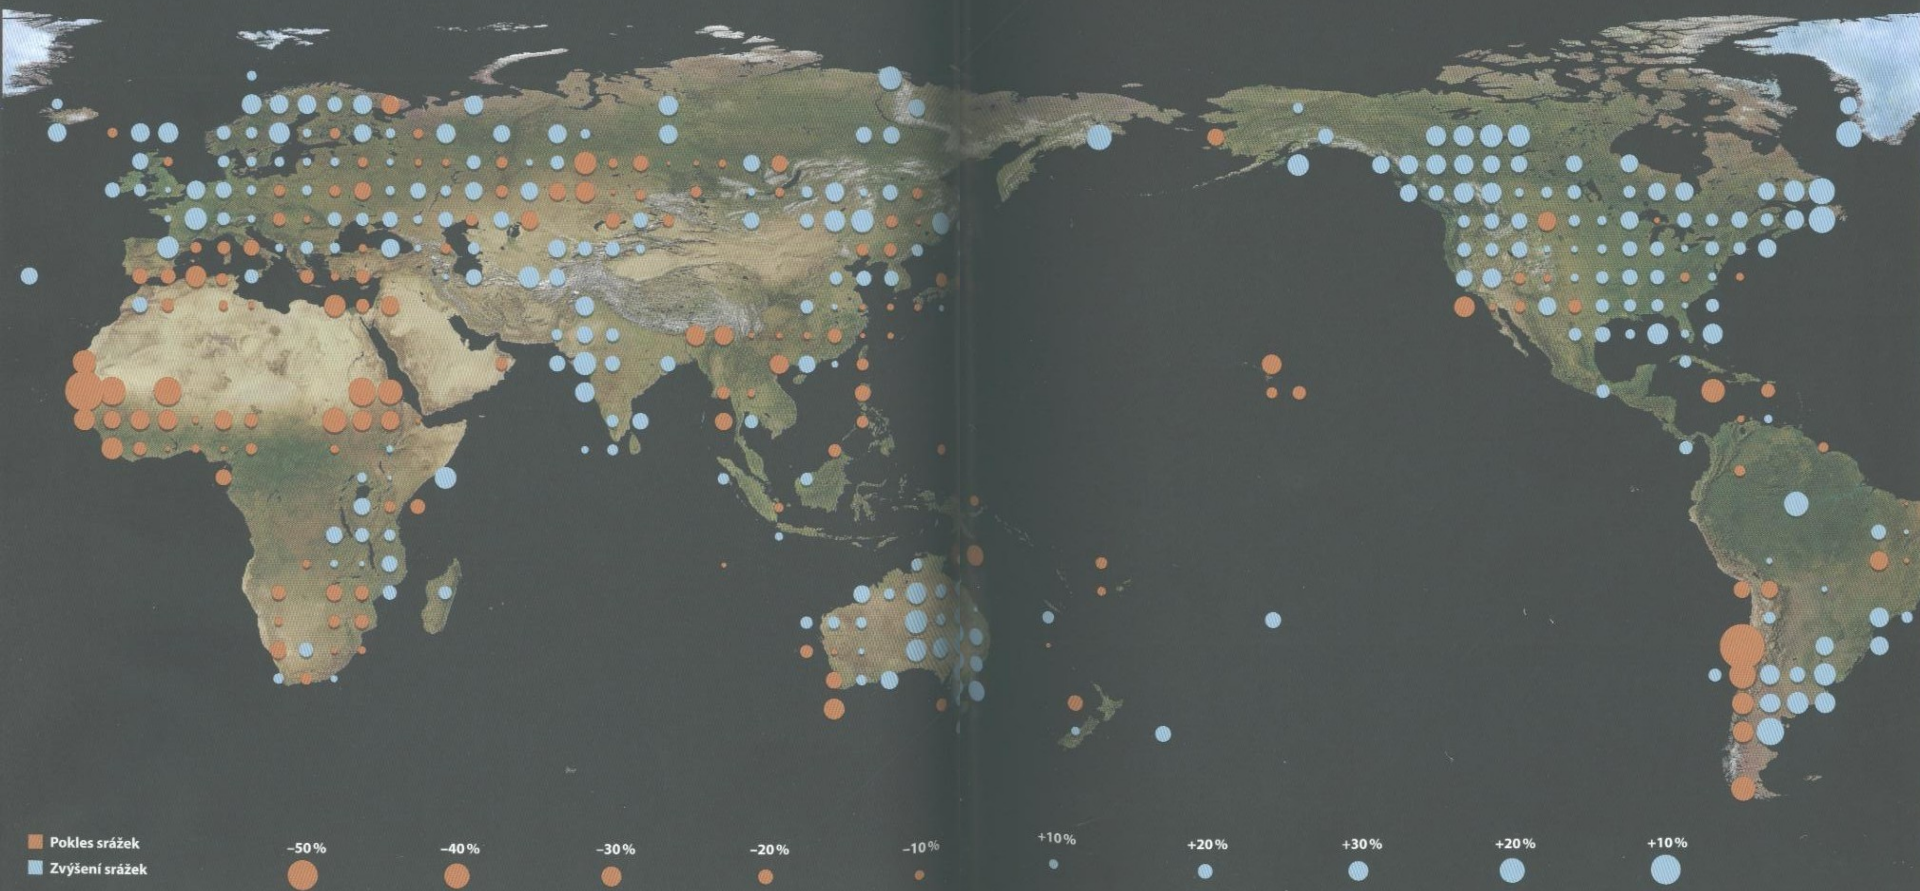 Pokles srážek
Zvýšení srážek
–50 % –40 % –30 % –20 % –10 % +10 % +20 % +30 % +20 % +10 %